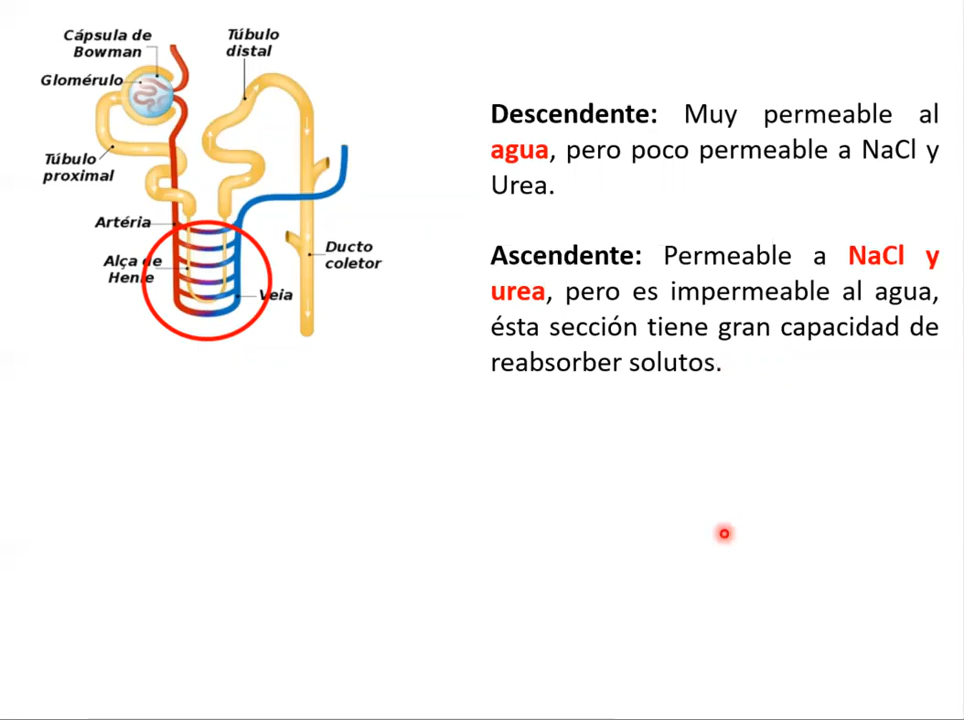 Cápsula de
Bowman
Túbulo
distal
Glomérulo
Túbulo
proximal
Artéria
Alça de
Henle
Veia
Ducto
coletor
Descendente: Muy permeable al
agua, pero poco permeable a NaCl y
Urea.
Ascendente: Permeable a NaCl y
urea, pero es impermeable al agua,
ésta sección tiene gran capacidad de
reabsorber solutos.